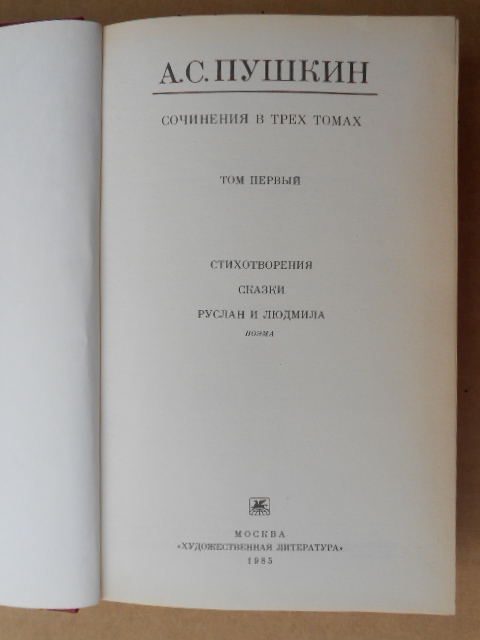 А.С.ПУШКИН
СОЧИНЕНИЯ В ТРЕХ ТОМАХ
ТОМ ПЕРВЫЙ
СТИХОТВОРЕНИЯ
СКАЗКИ
РУСЛАН И ЛЮДМИЛА
ПОЭМА
МОСКВА
«ХУДОЖЕСТВЕННАЯ ЛИТЕРАТУРА»
1985